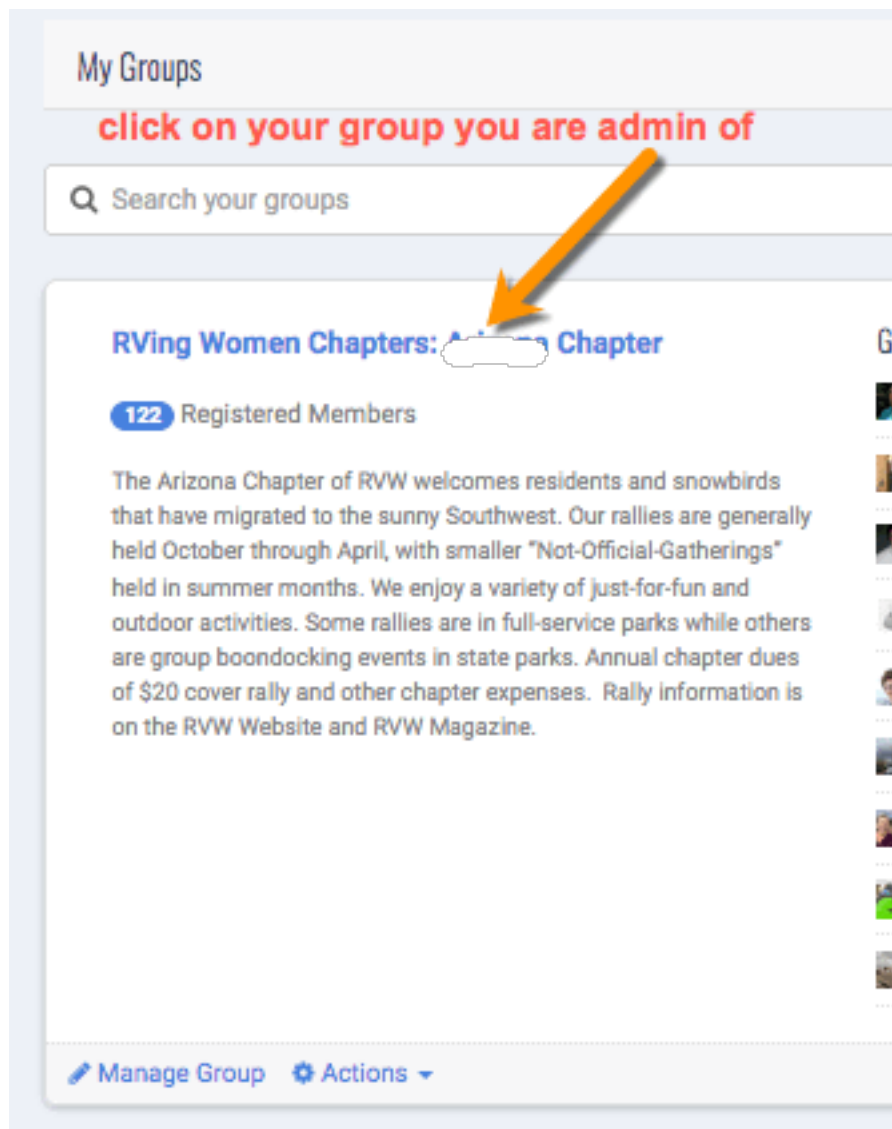 My Groups
click on your group you are admin of
Search your groups
RVing Women Chapters: Chapter
122 Registered Members
The Arizona Chapter of RVW welcomes residents and snowbirds
that have migrated to the sunny Southwest. Our rallies are generally
held October through April, with smaller “Not-Official-Gatherings”
held in summer months. We enjoy a variety of just-for-fun and
outdoor activities. Some rallies are in full-service parks while others
are group boondocking events in state parks. Annual chapter dues
of $20 cover rally and other chapter expenses.  Rally information is
on the RVW Website and RVW Magazine.
Manage Group Actions